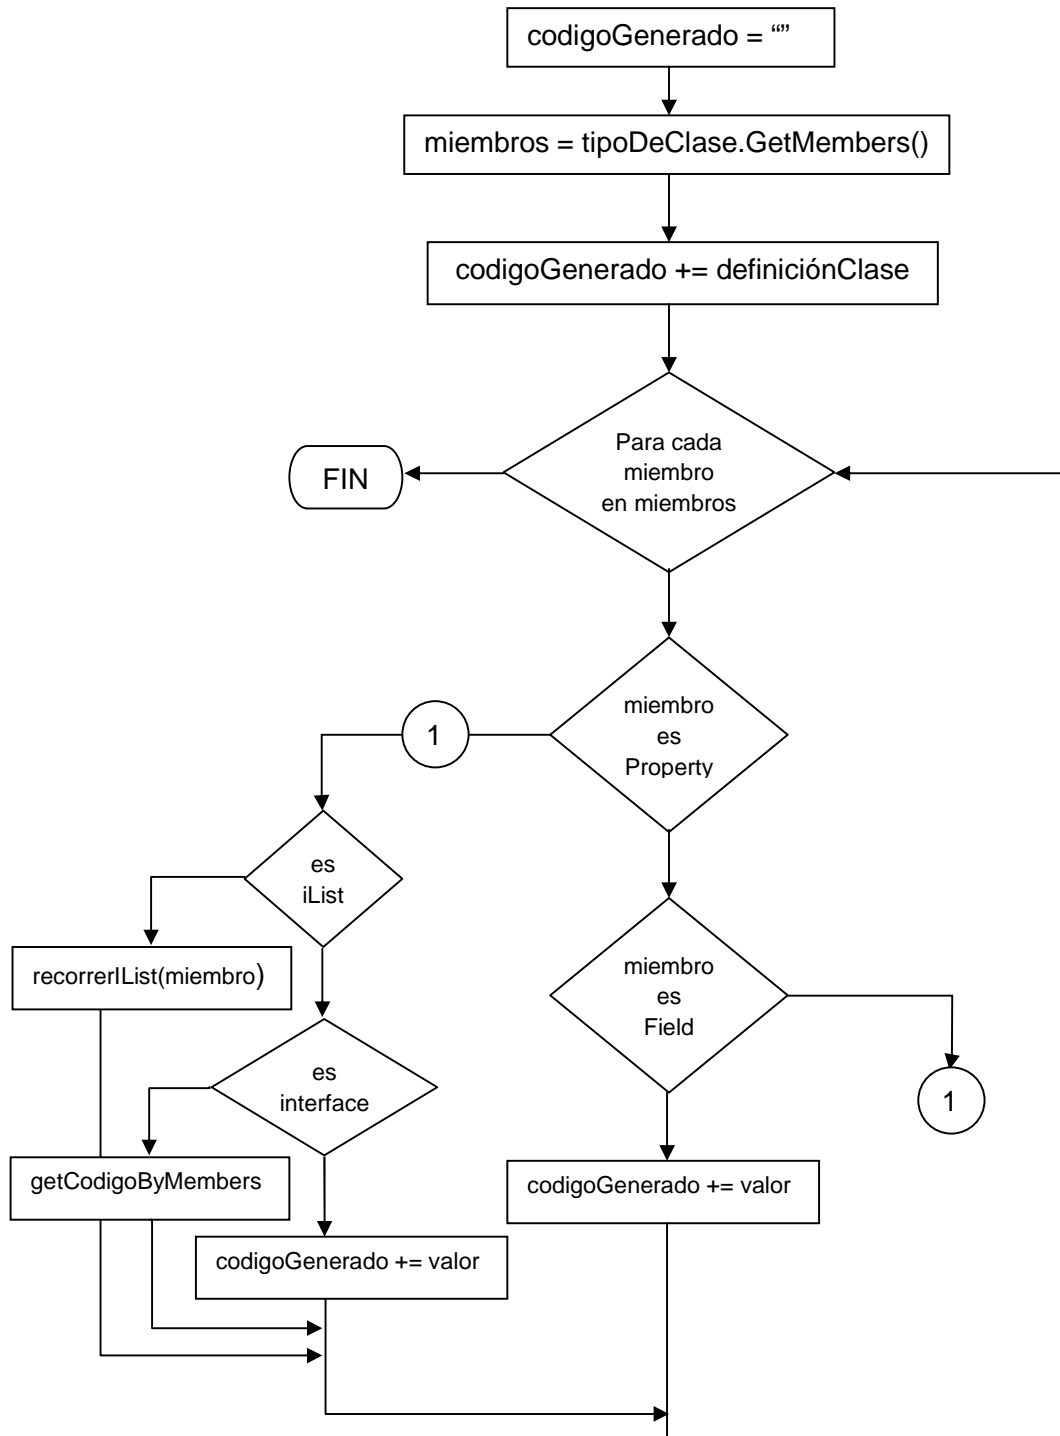 codigoGenerado = “”
miembros = tipoDeClase.GetMembers()
codigoGenerado += definiciónClase
Para cada
miembro
en miembros
FIN
miembro
es
Property
1
es
iList
recorrerIList(miembro)
miembro
es
Field
1
es
interface
getCodigoByMembers
codigoGenerado += valor
codigoGenerado += valor